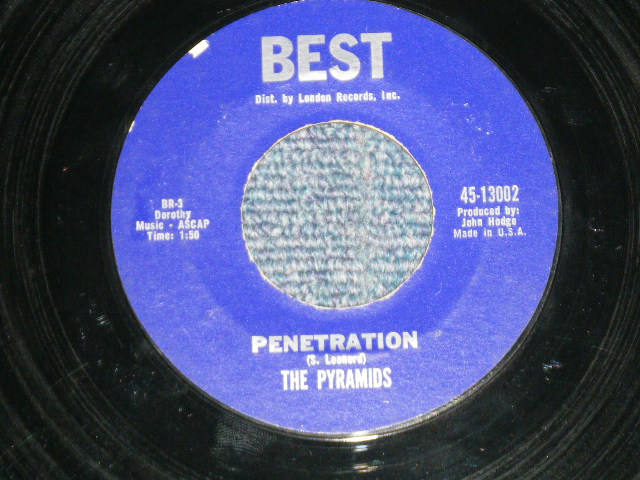 BEST
Dist. by London Records, Inc.
BR-3
Dorothy
Music - ASCAP
Time: 1:50
45-13002
Produced by:
John Hodge
Made in U.S.A.
PENETRATION
(S. Leonard)
THE PYRAMIDS